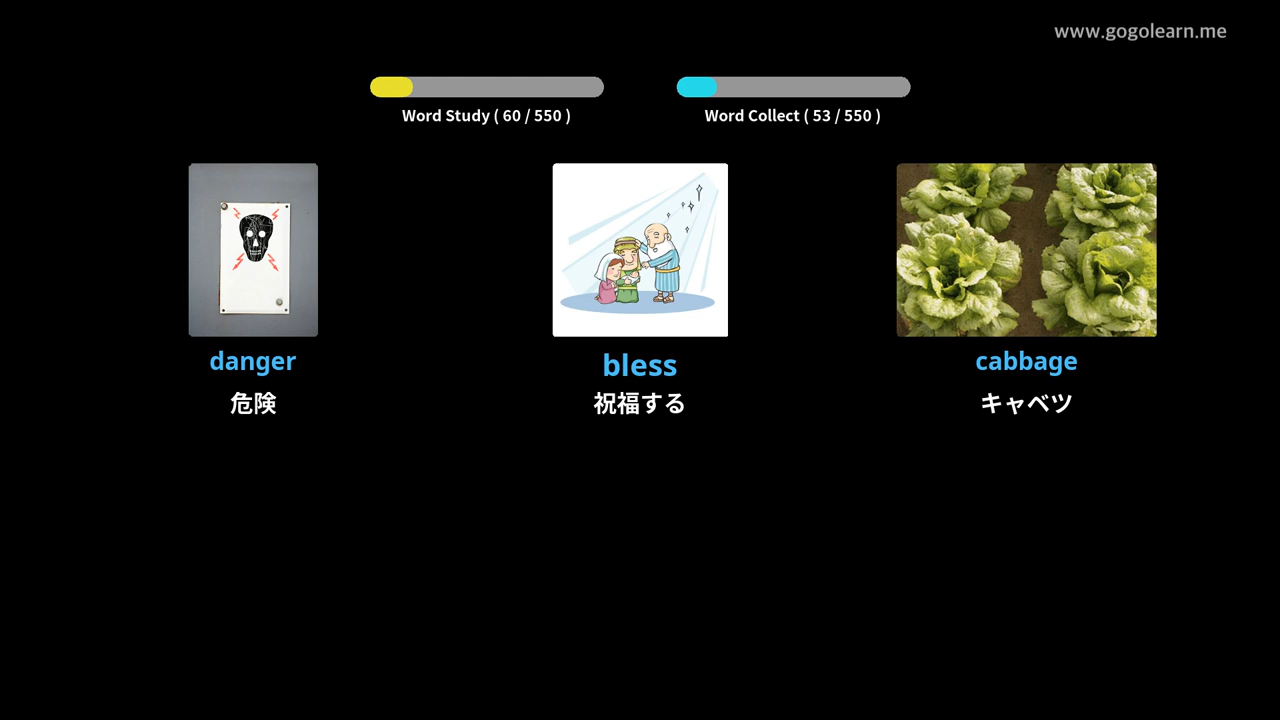 www.gogolearn.me
Word Study ( 60 / 550 )
Word Collect ( 53 / 550 )
danger
bless
cabbage
危険
祝福する
キャベツ